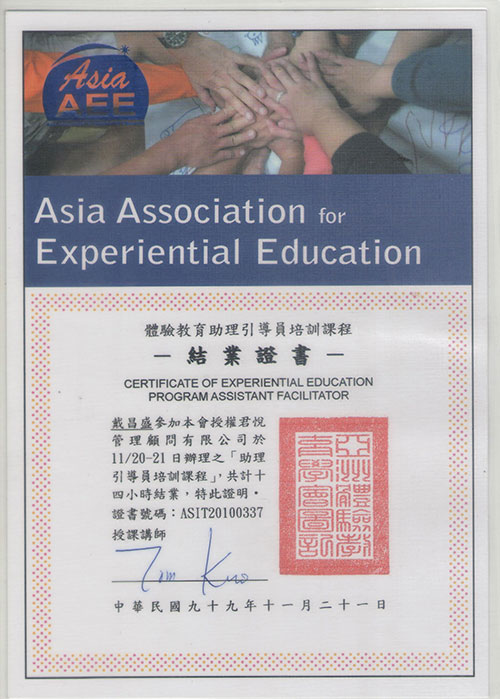 Asia
AEE
Asia Association for
Experiential Education
體驗教育助理引導員培訓課程
－結業證書－
CERTIFICATE OF EXPERIENTIAL EDUCATION
PROGRAM ASSISTANT FACILITATOR
戴昌盛參加本會授權君悅
管理顧問有限公司於
11/20-21日辦理之「助理
引導員培訓課程」，共計十
四小時結業，特此證明。
證書號碼：ASIT20100337
授課講師
Tom Kuo
亞洲體驗教育學會圖記
中華民國九十九年十一月二十一日